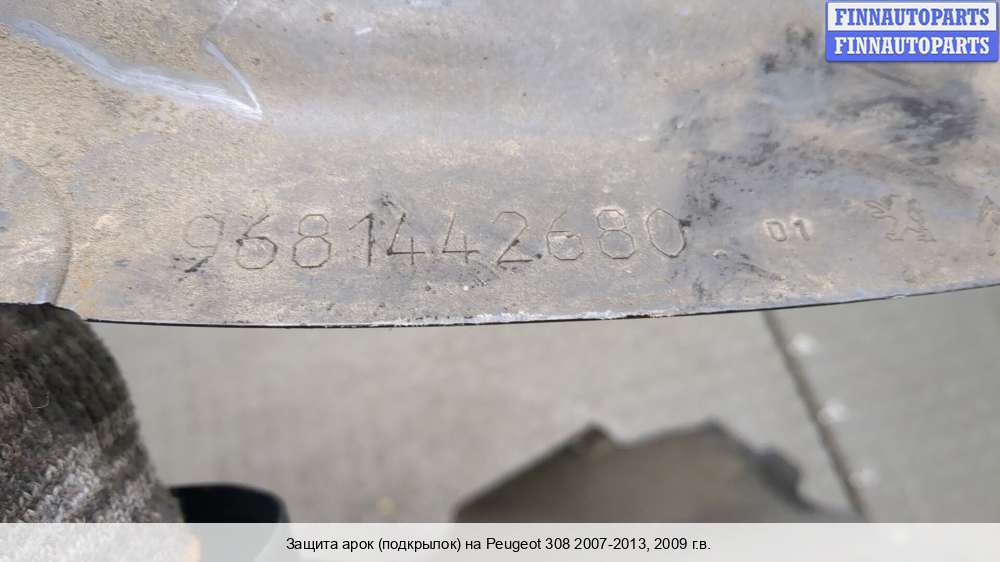 FINNAUTOPARTS
FINNAUTOPARTS
9681442680 01
Защита арок (подкрылок) на Peugeot 308 2007-2013, 2009 г.в.